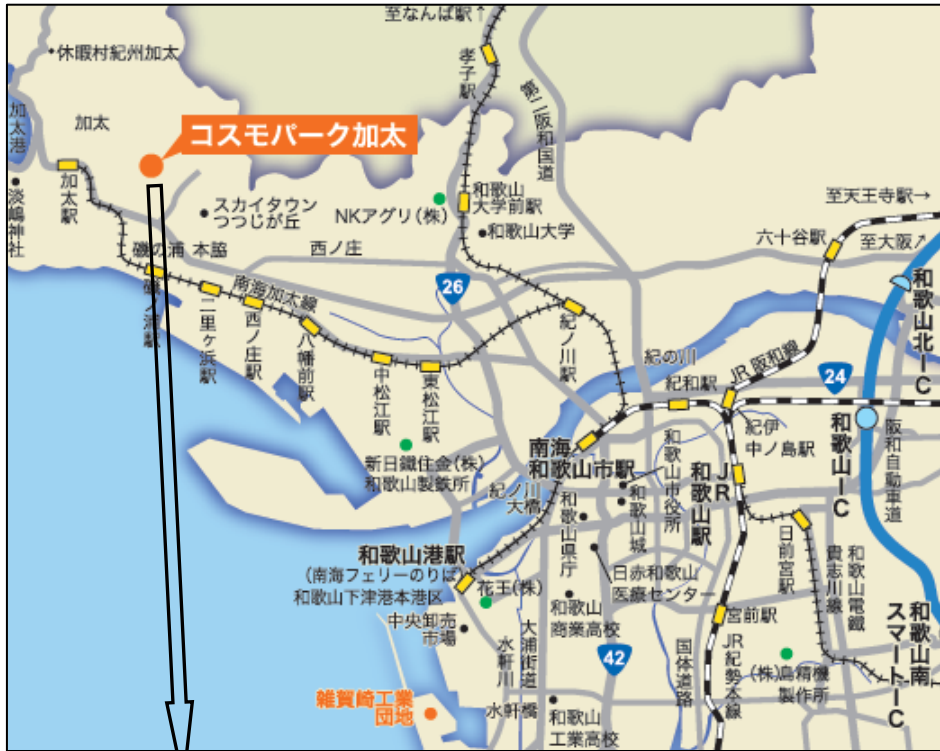 至なんば駅↑
休暇村紀州加太
孝子駅
第二阪和国道
加太港
加太
コスモパーク加太
加太駅
淡嶋神社
スカイタウン
つつじが丘
NKアグリ(株)
和歌山
大学前駅
和歌山大学
至天王寺駅→
六十谷駅
至大阪↗
磯の浦
本脇
西ノ庄
26
和歌山北IC
南海加太線
磯ノ浦駅
二里ヶ浜駅
西ノ庄駅
八幡前駅
中松江駅
東松江駅
紀ノ川駅
紀の川
紀和駅
JR 阪和線
24
紀伊
中ノ島駅
和歌山IC
阪和自動車道
新日鐵住金(株)
和歌山製鉄所
南海
和歌山市駅
和歌山市役所
JR
和歌山駅
紀ノ川
大橋
和歌山県庁
和歌山城
日前宮駅
貴志川線
和歌山電鐵
和歌山港駅
(南海フェリーのりば)
和歌山下津港本港区
花王(株)
日赤和歌山
医療センター
中央卸売
市場
和歌山
商業高校
宮前駅
和歌山南
スマートIC
水軒川
大浦街道
42
国体道路
JR紀勢本線
(株)島精機
製作所
雑賀崎工業
団地
水軒橋
和歌山
工業高校